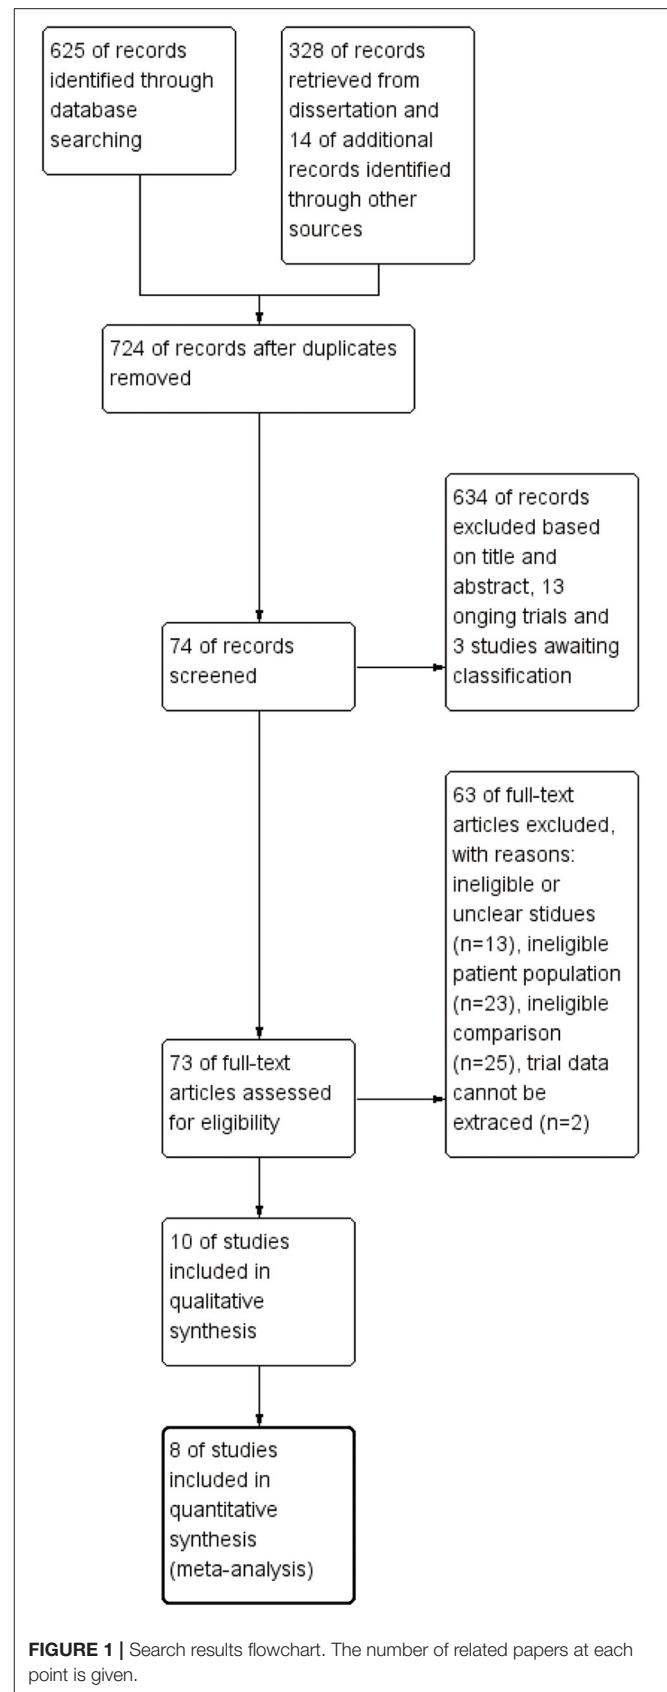 625 of records
identified through
database
searching
328 of records
retrieved from
dissertation and
14 of additional
records identified
through other
sources
724 of records after duplicates
removed
634 of records
excluded based
on title and
abstract, 13
onging trials and
3 studies awaiting
classification
74 of records
screened
63 of full-text
articles excluded,
with reasons:
ineligible or
unclear stidues
(n=13), ineligible
patient population
(n=23), ineligible
comparison
(n=25), trial data
cannot be
extraced (n=2)
73 of full-text
articles assessed
for eligibility
10 of studies
included in
qualitative
synthesis
8 of studies
included in
quantitative
synthesis
(meta-analysis)
FIGURE 1 | Search results flowchart. The number of related papers at each
point is given.